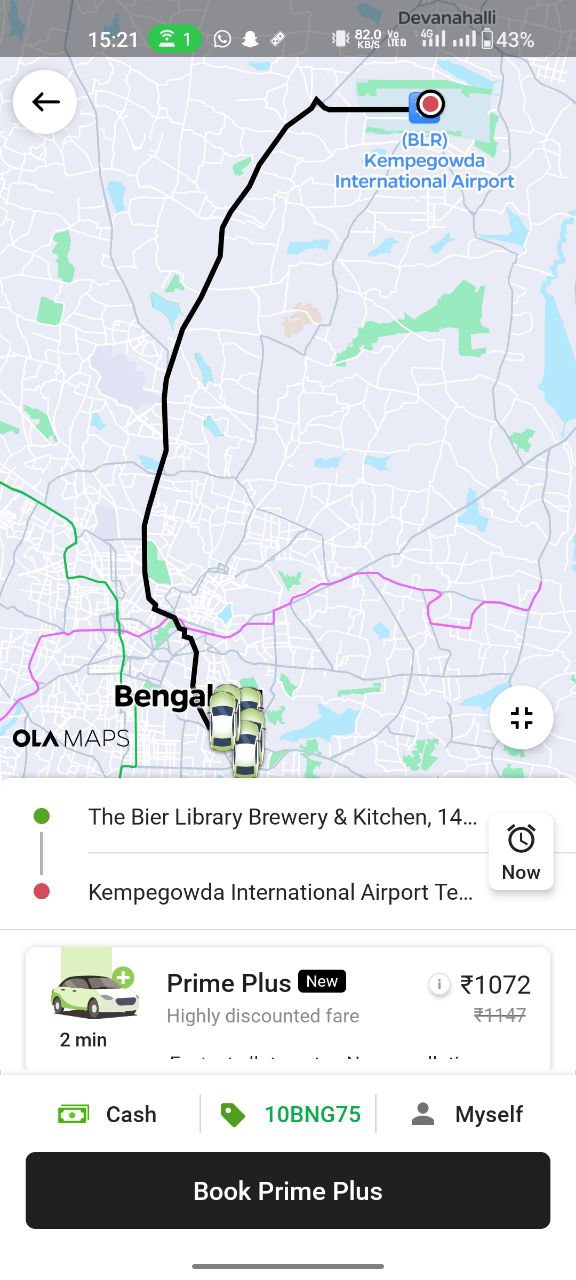 Devanahalli
15:21 1 82.0 KB/S Vo LTE 4G 43%
(BLR)
Kempegowda
International Airport
Bengal
OLA MAPS
The Bier Library Brewery & Kitchen, 14...
Now
Kempegowda International Airport Te...
Prime Plus New ₹1072
Highly discounted fare ₹1147
2 min
Cash 10BNG75 Myself
Book Prime Plus